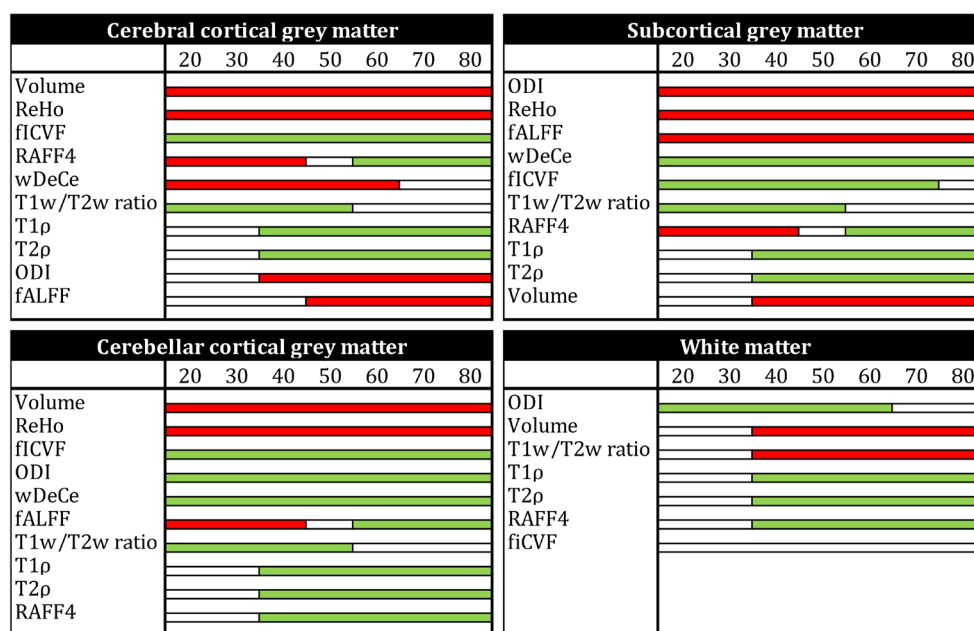 Cerebral cortical grey matter
20 30 40 50 60 70 80
Volume
ReHo
fICVF
RAFF4
wDeCe
T1w/T2w ratio
T1ρ
T2ρ
ODI
fALFF
Subcortical grey matter
20 30 40 50 60 70 80
ODI
ReHo
fALFF
wDeCe
fICVF
T1w/T2w ratio
RAFF4
T1ρ
T2ρ
Volume
Cerebellar cortical grey matter
20 30 40 50 60 70 80
Volume
ReHo
fICVF
ODI
wDeCe
fALFF
T1w/T2w ratio
T1ρ
T2ρ
RAFF4
White matter
20 30 40 50 60 70 80
ODI
Volume
T1w/T2w ratio
T1ρ
T2ρ
RAFF4
fiCVF